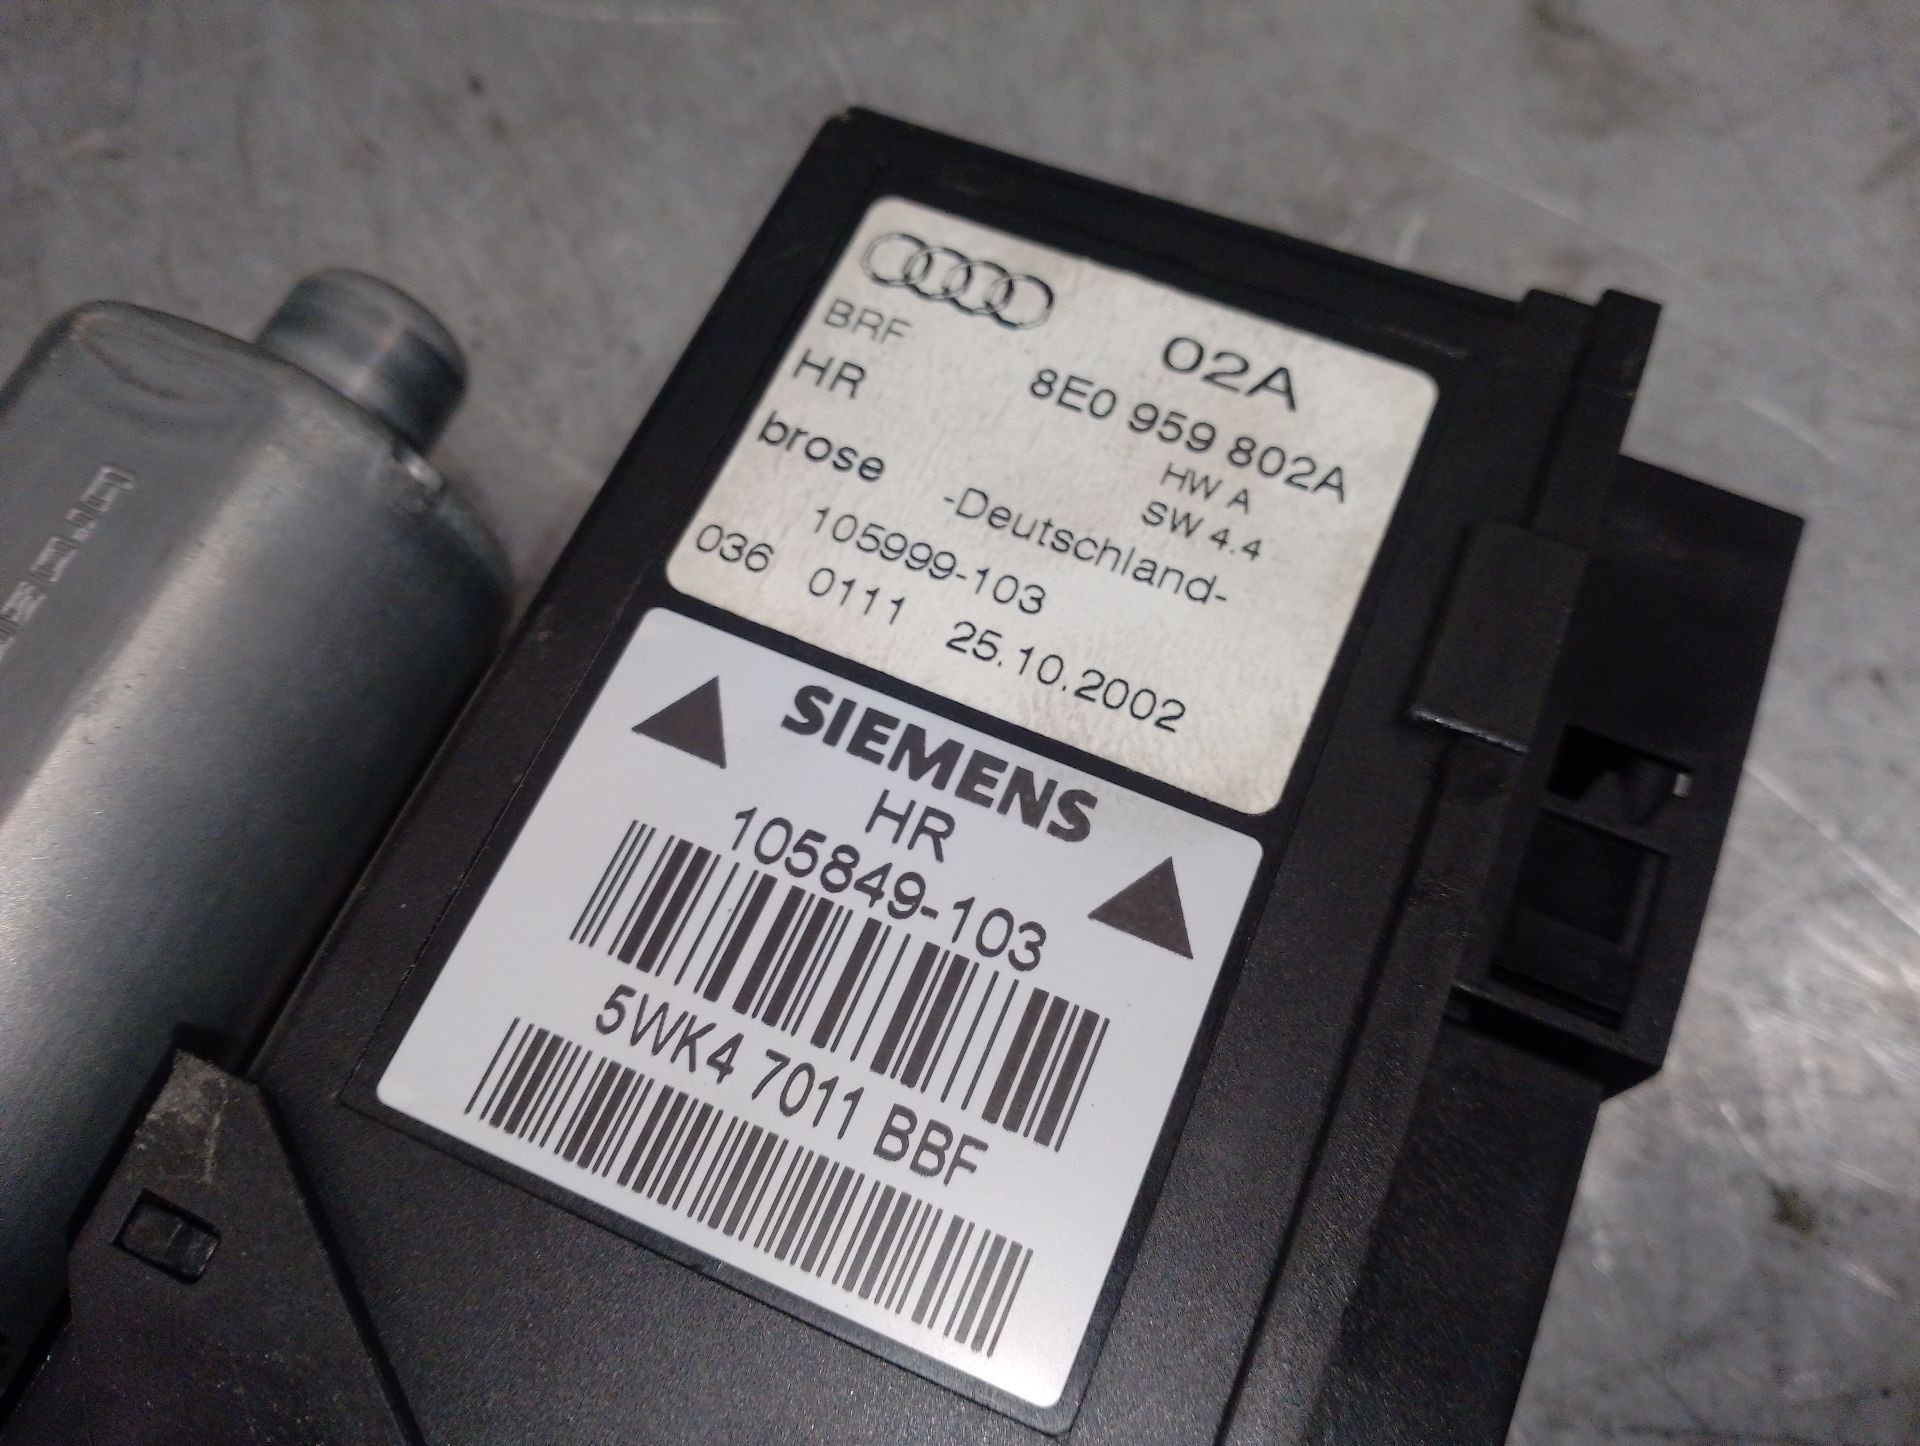 02A
BRF
8E0 959 802A
HR
HW A
brose
SW 4.4
-Deutschland-
105999-103
036 0111 25.10.2002
SIEMENS
HR
105849-103
5WK4 7011 BBF